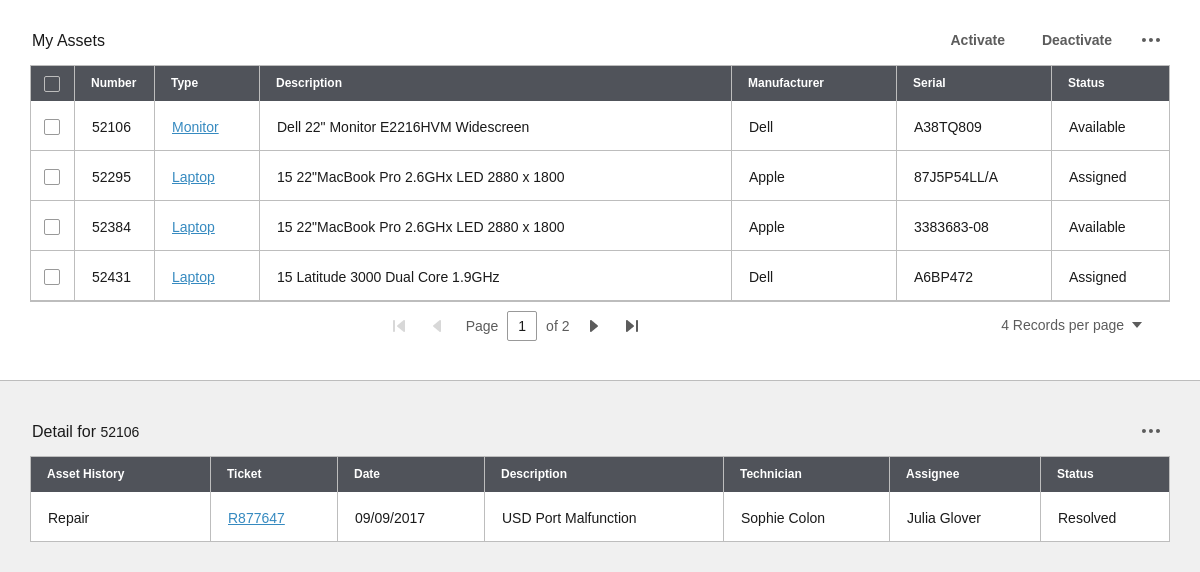 My Assets Activate Deactivate
Number Type Description Manufacturer Serial Status
52106 Monitor Dell 22" Monitor E2216HVM Widescreen Dell A38TQ809 Available
52295 Laptop 15 22"MacBook Pro 2.6GHx LED 2880 x 1800 Apple 87J5P54LL/A Assigned
52384 Laptop 15 22"MacBook Pro 2.6GHx LED 2880 x 1800 Apple 3383683-08 Available
52431 Laptop 15 Latitude 3000 Dual Core 1.9GHz Dell A6BP472 Assigned
Page 1 of 2 4 Records per page
Detail for 52106
Asset History Ticket Date Description Technician Assignee Status
Repair R877647 09/09/2017 USD Port Malfunction Sophie Colon Julia Glover Resolved